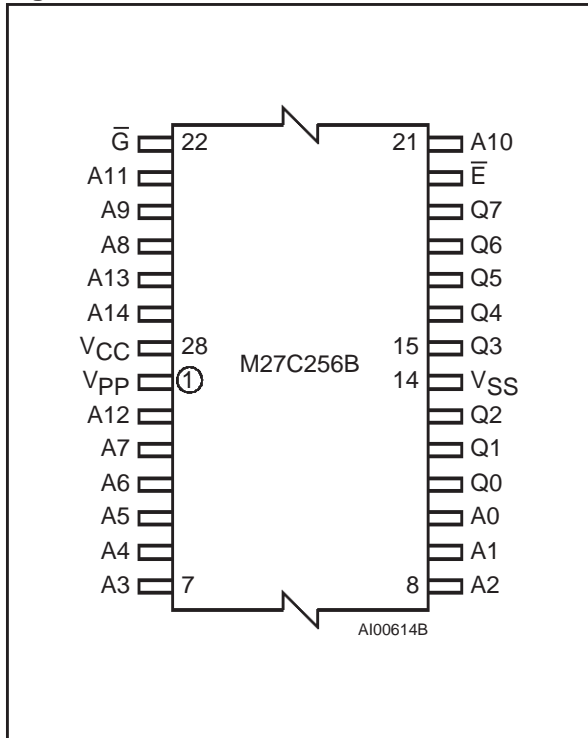 G̅ 22 21 A10
A11 E̅
A9 Q7
A8 Q6
A13 Q5
A14 Q4
VCC 28 15 Q3
M27C256B
VPP 1 14 VSS
A12 Q2
A7 Q1
A6 Q0
A5 A0
A4 A1
A3 7 8 A2
AI00614B